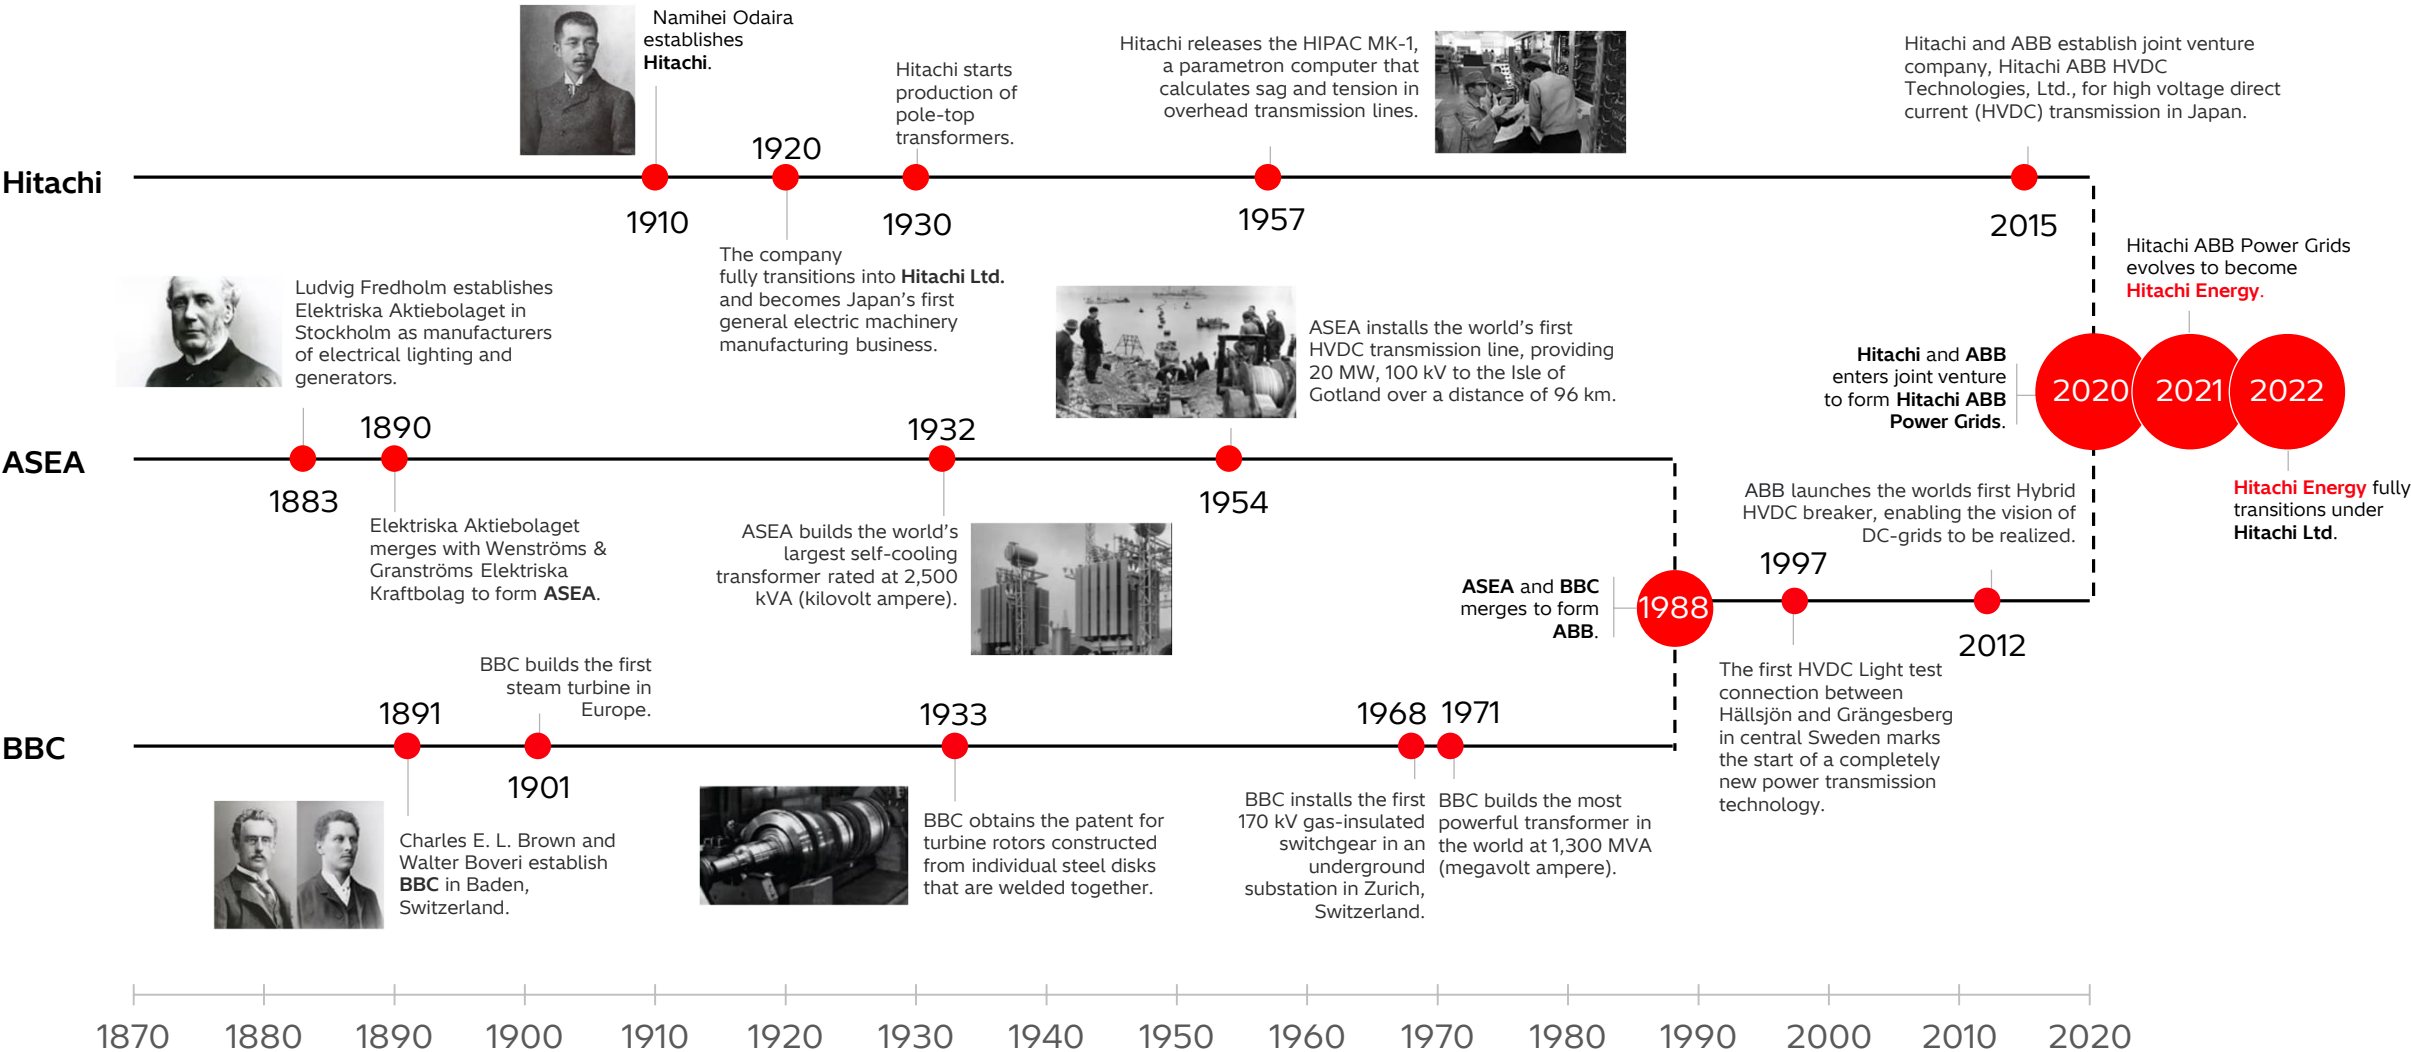 Namihei Odaira
establishes
Hitachi.
Hitachi starts
production of
pole-top
transformers.
Hitachi releases the HIPAC MK-1,
a parametron computer that
calculates sag and tension in
overhead transmission lines.
Hitachi and ABB establish joint venture
company, Hitachi ABB HVDC
Technologies, Ltd., for high voltage direct
current (HVDC) transmission in Japan.
Hitachi
1910
1920
1930
1957
2015
The company
fully transitions into Hitachi Ltd.
and becomes Japan's first
general electric machinery
manufacturing business.
Hitachi ABB Power Grids
evolves to become
Hitachi Energy.
Ludvig Fredholm establishes
Elektriska Aktiebolaget in
Stockholm as manufacturers
of electrical lighting and
generators.
ASEA installs the world's first
HVDC transmission line, providing
20 MW, 100 kV to the Isle of
Gotland over a distance of 96 km.
Hitachi and ABB
enters joint venture
to form Hitachi ABB
Power Grids.
2020
2021
2022
ASEA
1883
1890
1932
1954
Elektriska Aktiebolaget
merges with Wenströms &
Granströms Elektriska
Kraftbolag to form ASEA.
ASEA builds the world's
largest self-cooling
transformer rated at 2,500
kVA (kilovolt ampere).
ABB launches the worlds first Hybrid
HVDC breaker, enabling the vision of
DC-grids to be realized.
Hitachi Energy fully
transitions under
Hitachi Ltd.
ASEA and BBC
merges to form
ABB.
1988
1997
2012
The first HVDC Light test
connection between
Hällsjön and Grängesberg
in central Sweden marks
the start of a completely
new power transmission
technology.
BBC builds the first
steam turbine in
Europe.
BBC
1891
1901
1933
1968
1971
Charles E. L. Brown and
Walter Boveri establish
BBC in Baden,
Switzerland.
BBC obtains the patent for
turbine rotors constructed
from individual steel disks
that are welded together.
BBC installs the first
170 kV gas-insulated
switchgear in an
underground
substation in Zurich,
Switzerland.
BBC builds the most
powerful transformer in
the world at 1,300 MVA
(megavolt ampere).
1870 1880 1890 1900 1910 1920 1930 1940 1950 1960 1970 1980 1990 2000 2010 2020